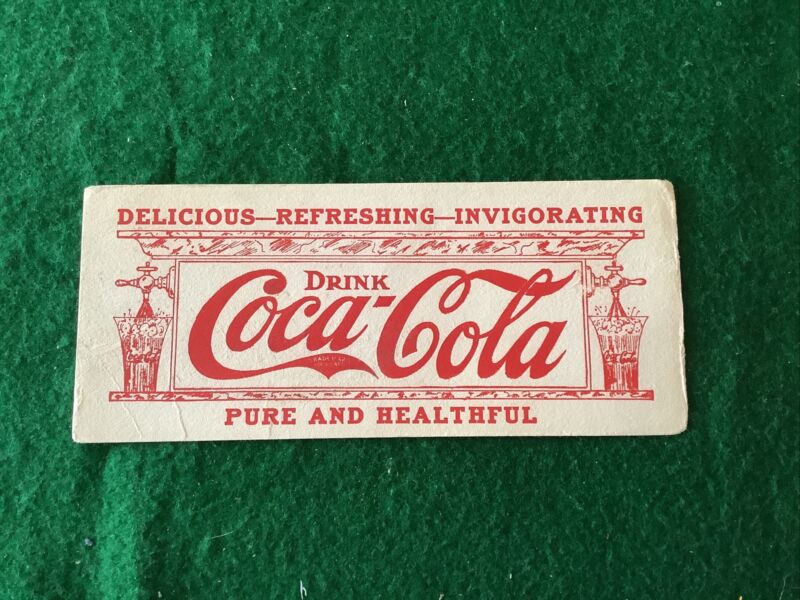 DELICIOUS—REFRESHING—INVIGORATING
DRINK
Coca-Cola
PURE AND HEALTHFUL